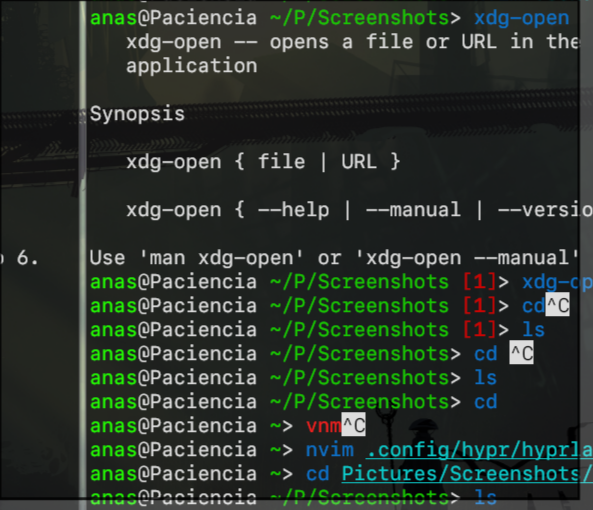 anas@Paciencia ~/P/Screenshots> xdg-open
xdg-open -- opens a file or URL in the
application
Synopsis
xdg-open { file | URL }
xdg-open { --help | --manual | --versio
6.
Use 'man xdg-open' or 'xdg-open --manual'
anas@Paciencia ~/P/Screenshots [1]> xdg-op
anas@Paciencia ~/P/Screenshots [1]> cd^C
anas@Paciencia ~/P/Screenshots [1]> ls
anas@Paciencia ~/P/Screenshots> cd ^C
anas@Paciencia ~/P/Screenshots> ls
anas@Paciencia ~/P/Screenshots> cd
anas@Paciencia ~> vnm^C
anas@Paciencia ~> nvim .config/hypr/hyprla
anas@Paciencia ~> cd Pictures/Screenshots/
anas@Paciencia ~/P/Screenshots> ls